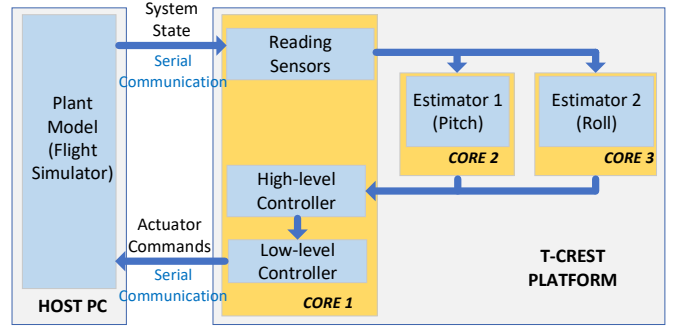 System
State
Serial
Communication
Reading
Sensors
Plant
Model
(Flight
Simulator)
Estimator 1
(Pitch)
CORE 2
Estimator 2
(Roll)
CORE 3
High-level
Controller
Actuator
Commands
Serial
Communication
Low-level
Controller
CORE 1
HOST PC
T-CREST
PLATFORM